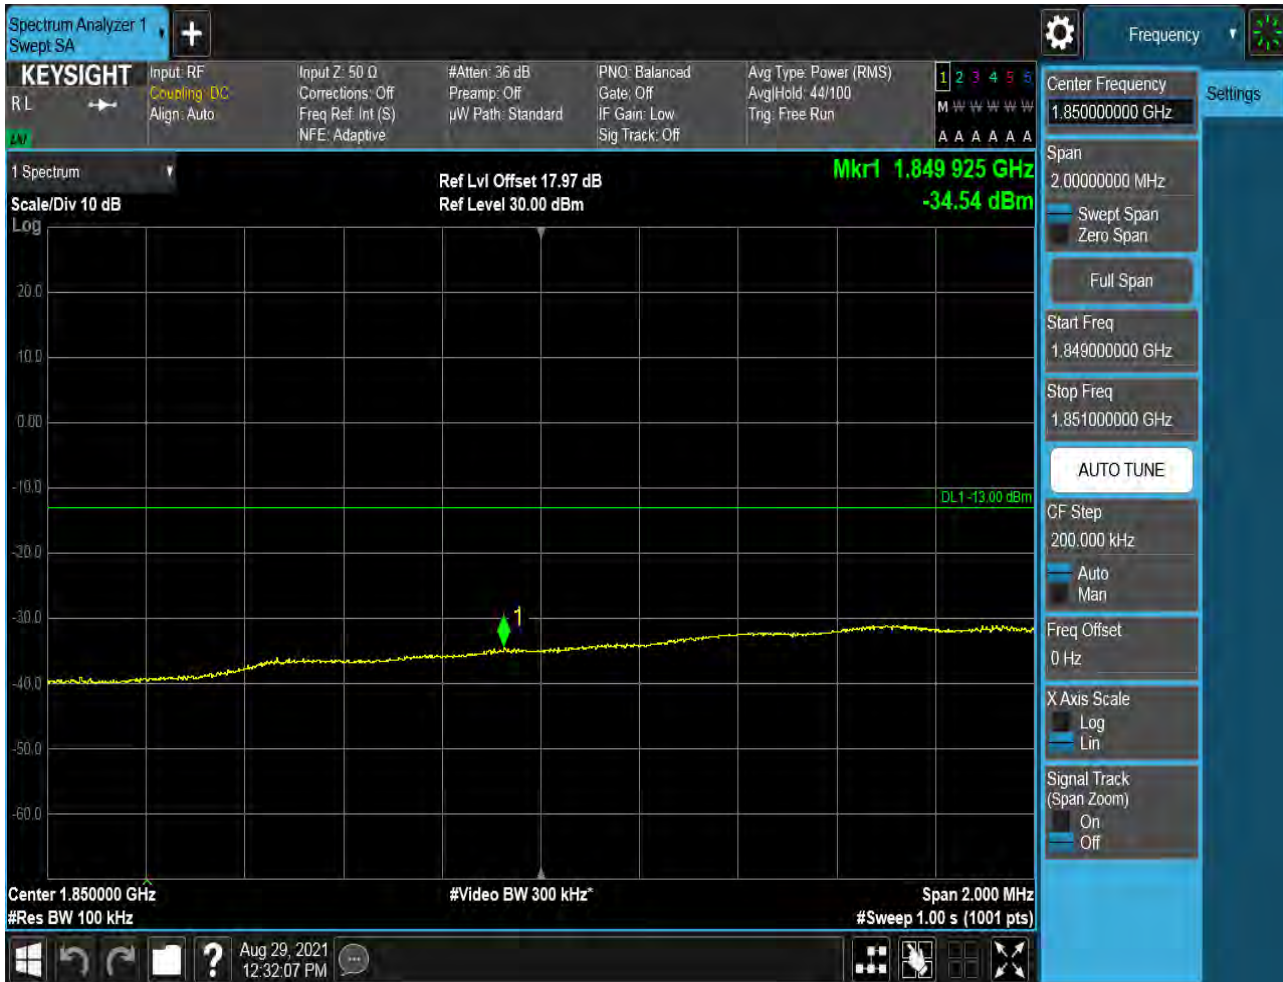 Spectrum Analyzer 1
Swept SA
Frequency
KEYSIGHT
R L
LNI
Input: RF
Coupling: DC
Align: Auto
Input Z: 50 Ω
Corrections: Off
Freq Ref: Int (S)
NFE: Adaptive
#Atten: 36 dB
Preamp: Off
µW Path: Standard
PNO: Balanced
Gate: Off
IF Gain: Low
Sig Track: Off
Avg Type: Power (RMS)
Avg|Hold: 44/100
Trig: Free Run
1 2 3 4 5 6
M W W W W W
A A A A A A
1 Spectrum
Scale/Div 10 dB
Log
Ref Lvl Offset 17.97 dB
Ref Level 30.00 dBm
Mkr1 1.849 925 GHz
-34.54 dBm
20.0
10.0
0.00
-10.0
DL1 -13.00 dBm
-20.0
-30.0
1
-40.0
-50.0
-60.0
Center 1.850000 GHz
#Res BW 100 kHz
#Video BW 300 kHz*
Span 2.000 MHz
#Sweep 1.00 s (1001 pts)
Aug 29, 2021
12:32:07 PM
Center Frequency
1.850000000 GHz
Settings
Span
2.00000000 MHz
Swept Span
Zero Span
Full Span
Start Freq
1.849000000 GHz
Stop Freq
1.851000000 GHz
AUTO TUNE
CF Step
200.000 kHz
Auto
Man
Freq Offset
0 Hz
X Axis Scale
Log
Lin
Signal Track
(Span Zoom)
On
Off